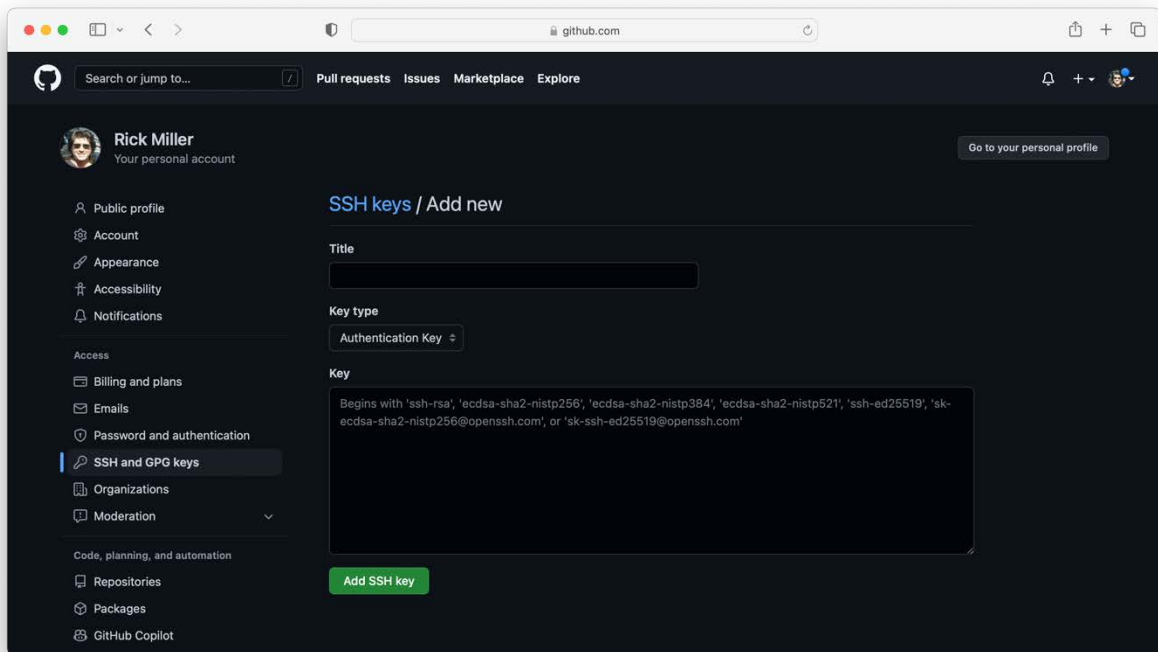 github.com
Search or jump to... /
Pull requests Issues Marketplace Explore
Rick Miller
Your personal account
Go to your personal profile
Public profile
Account
Appearance
Accessibility
Notifications
Access
Billing and plans
Emails
Password and authentication
SSH and GPG keys
Organizations
Moderation
Code, planning, and automation
Repositories
Packages
GitHub Copilot
SSH keys / Add new
Title
Key type
Authentication Key
Key
Begins with 'ssh-rsa', 'ecdsa-sha2-nistp256', 'ecdsa-sha2-nistp384', 'ecdsa-sha2-nistp521', 'ssh-ed25519', 'sk-
ecdsa-sha2-nistp256@openssh.com', or 'sk-ssh-ed25519@openssh.com'
Add SSH key